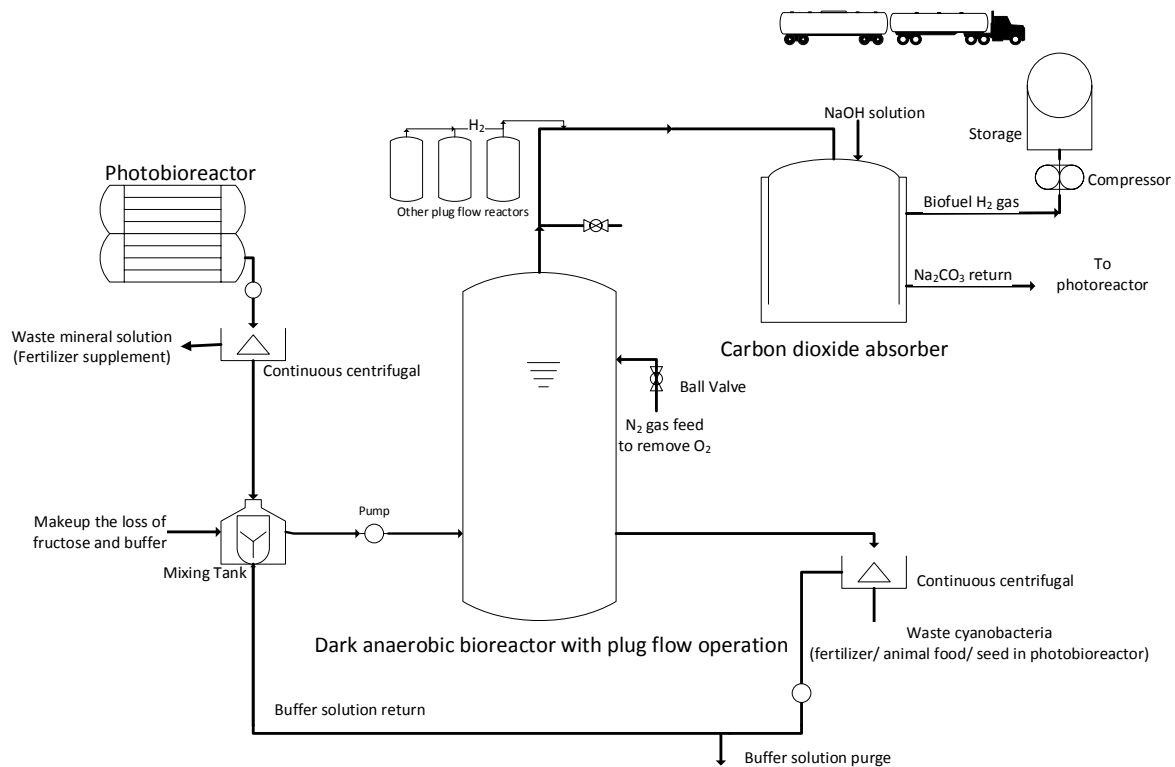 NaOH solution
Storage
H₂
Compressor
Photobioreactor
Other plug flow reactors
Biofuel H₂ gas
Na₂CO₃ return
To
photoreactor
Waste mineral solution
(Fertilizer supplement)
Continuous centrifugal
Carbon dioxide absorber
Ball Valve
N₂ gas feed
to remove O₂
Makeup the loss of
fructose and buffer
Pump
Mixing Tank
Continuous centrifugal
Dark anaerobic bioreactor with plug flow operation
Waste cyanobacteria
(fertilizer/ animal food/ seed in photobioreactor)
Buffer solution return
Buffer solution purge